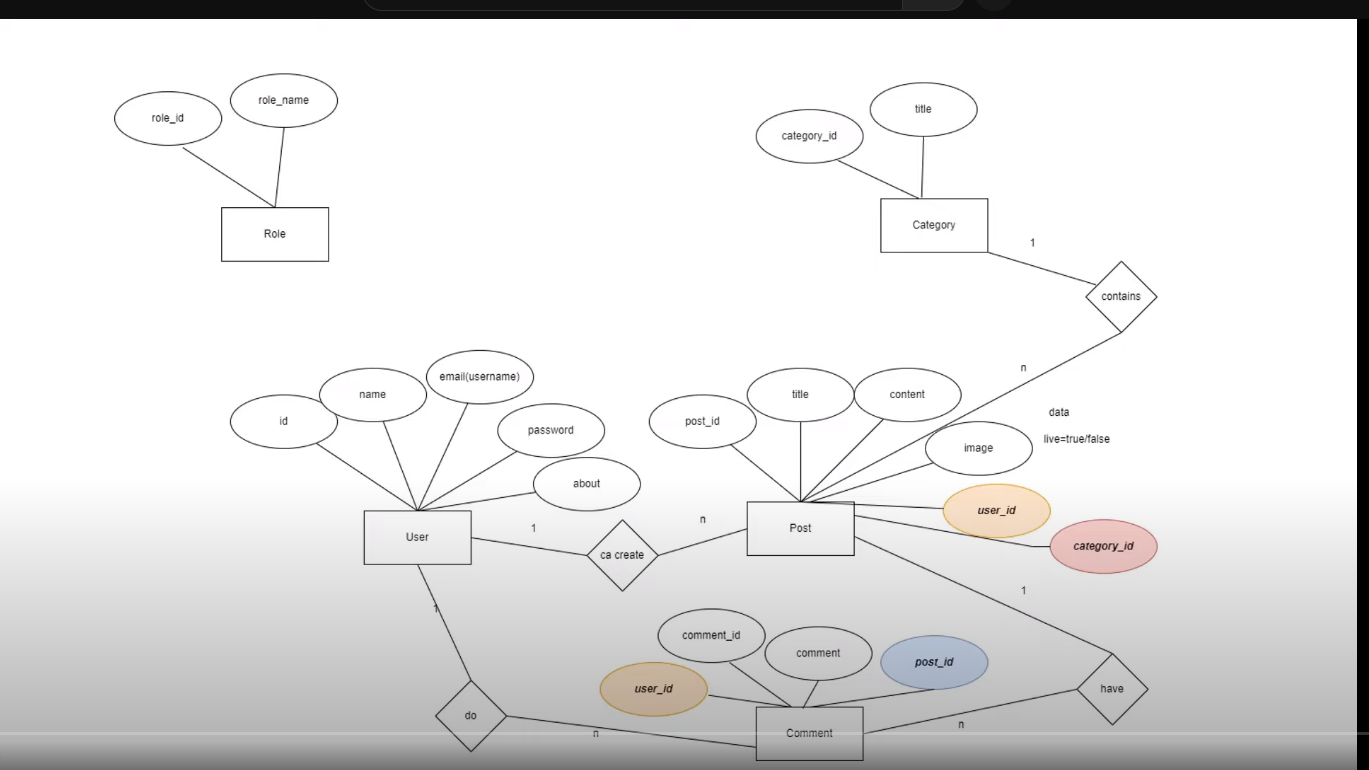 role_name
role_id
title
category_id
Role
Category
1
contains
n
email(username)
name
id
title
content
post_id
data
password
live=true/false
image
about
user_id
1
n
User
Post
category_id
ca create
1
1
comment_id
comment
post_id
user_id
have
do
n
n
Comment